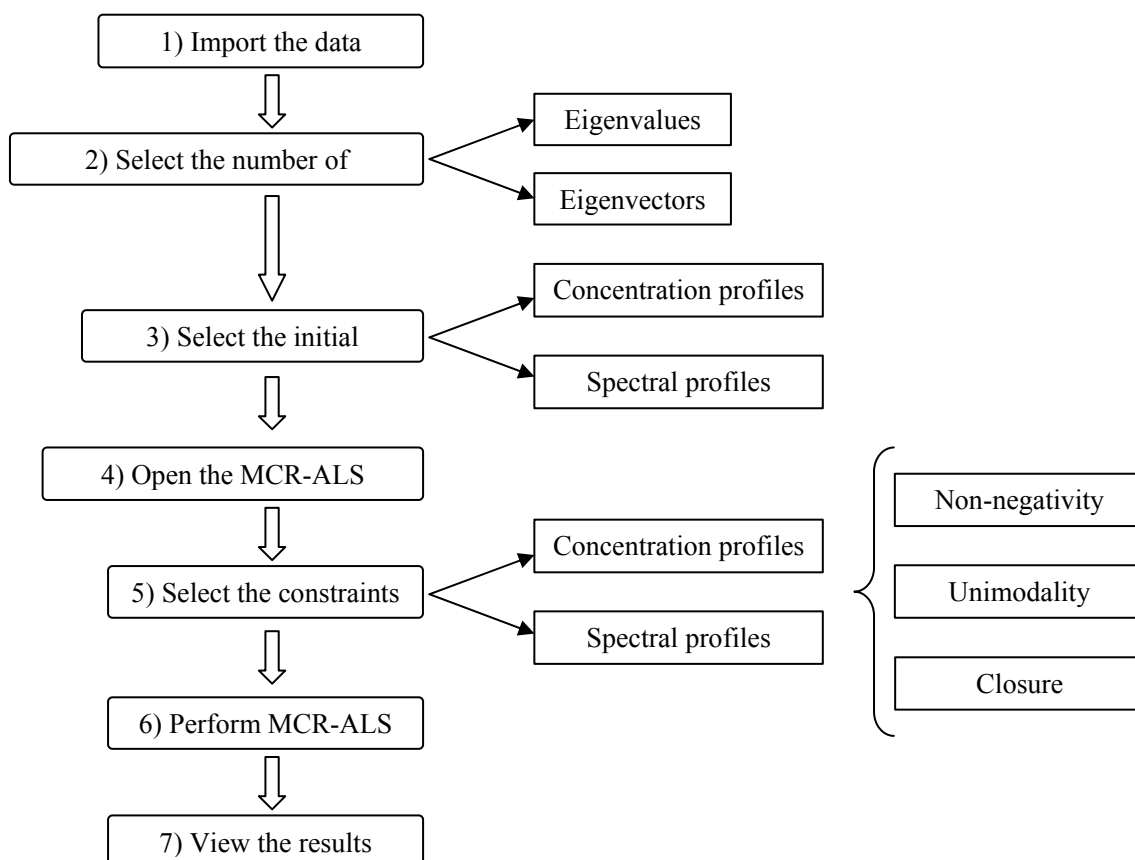 1) Import the data
2) Select the number of
Eigenvalues
Eigenvectors
3) Select the initial
Concentration profiles
Spectral profiles
4) Open the MCR-ALS
5) Select the constraints
Concentration profiles
Spectral profiles
Non-negativity
Unimodality
Closure
6) Perform MCR-ALS
7) View the results